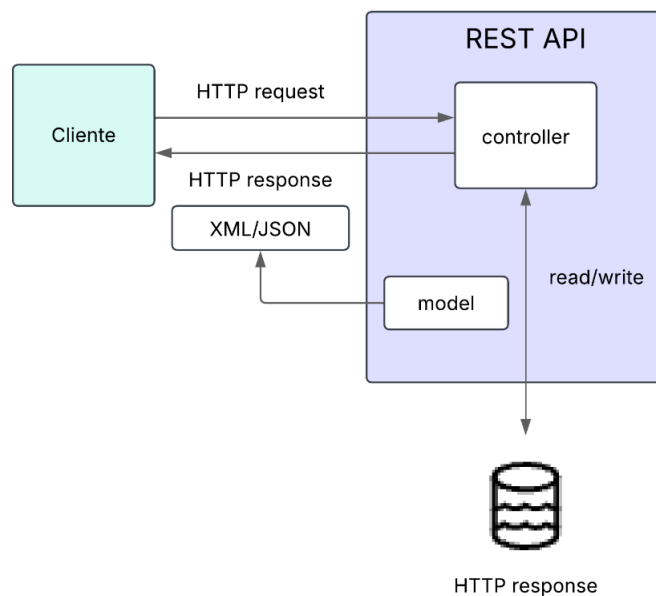 REST API
HTTP request
Cliente
controller
HTTP response
XML/JSON
read/write
model
HTTP response